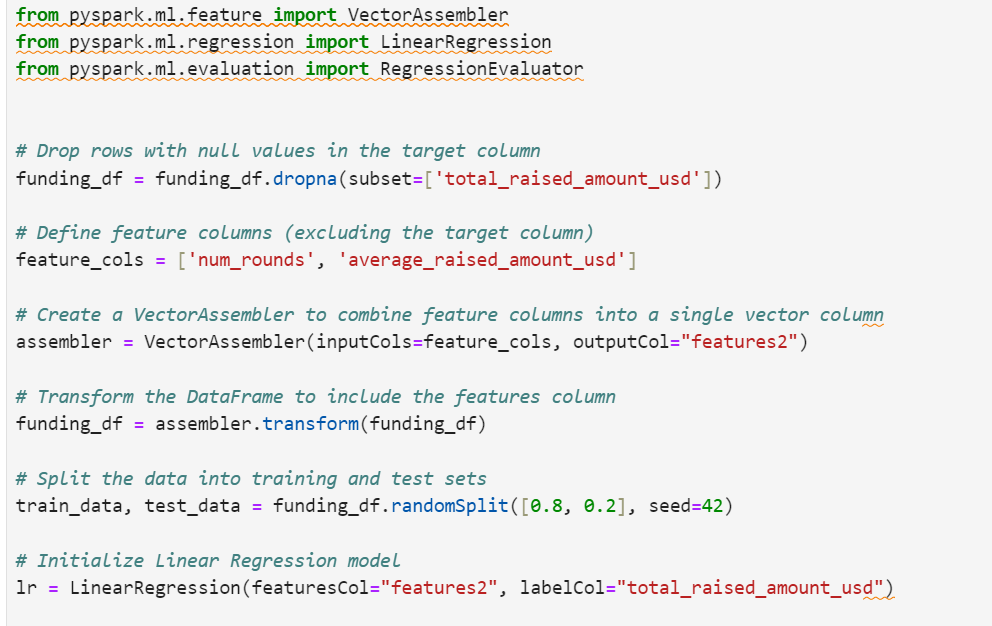 from pyspark.ml.feature import VectorAssembler
from pyspark.ml.regression import LinearRegression
from pyspark.ml.evaluation import RegressionEvaluator
# Drop rows with null values in the target column
funding_df = funding_df.dropna(subset=['total_raised_amount_usd'])
# Define feature columns (excluding the target column)
feature_cols = ['num_rounds', 'average_raised_amount_usd']
# Create a VectorAssembler to combine feature columns into a single vector column
assembler = VectorAssembler(inputCols=feature_cols, outputCol="features2")
# Transform the DataFrame to include the features column
funding_df = assembler.transform(funding_df)
# Split the data into training and test sets
train_data, test_data = funding_df.randomSplit([0.8, 0.2], seed=42)
# Initialize Linear Regression model
lr = LinearRegression(featuresCol="features2", labelCol="total_raised_amount_usd")